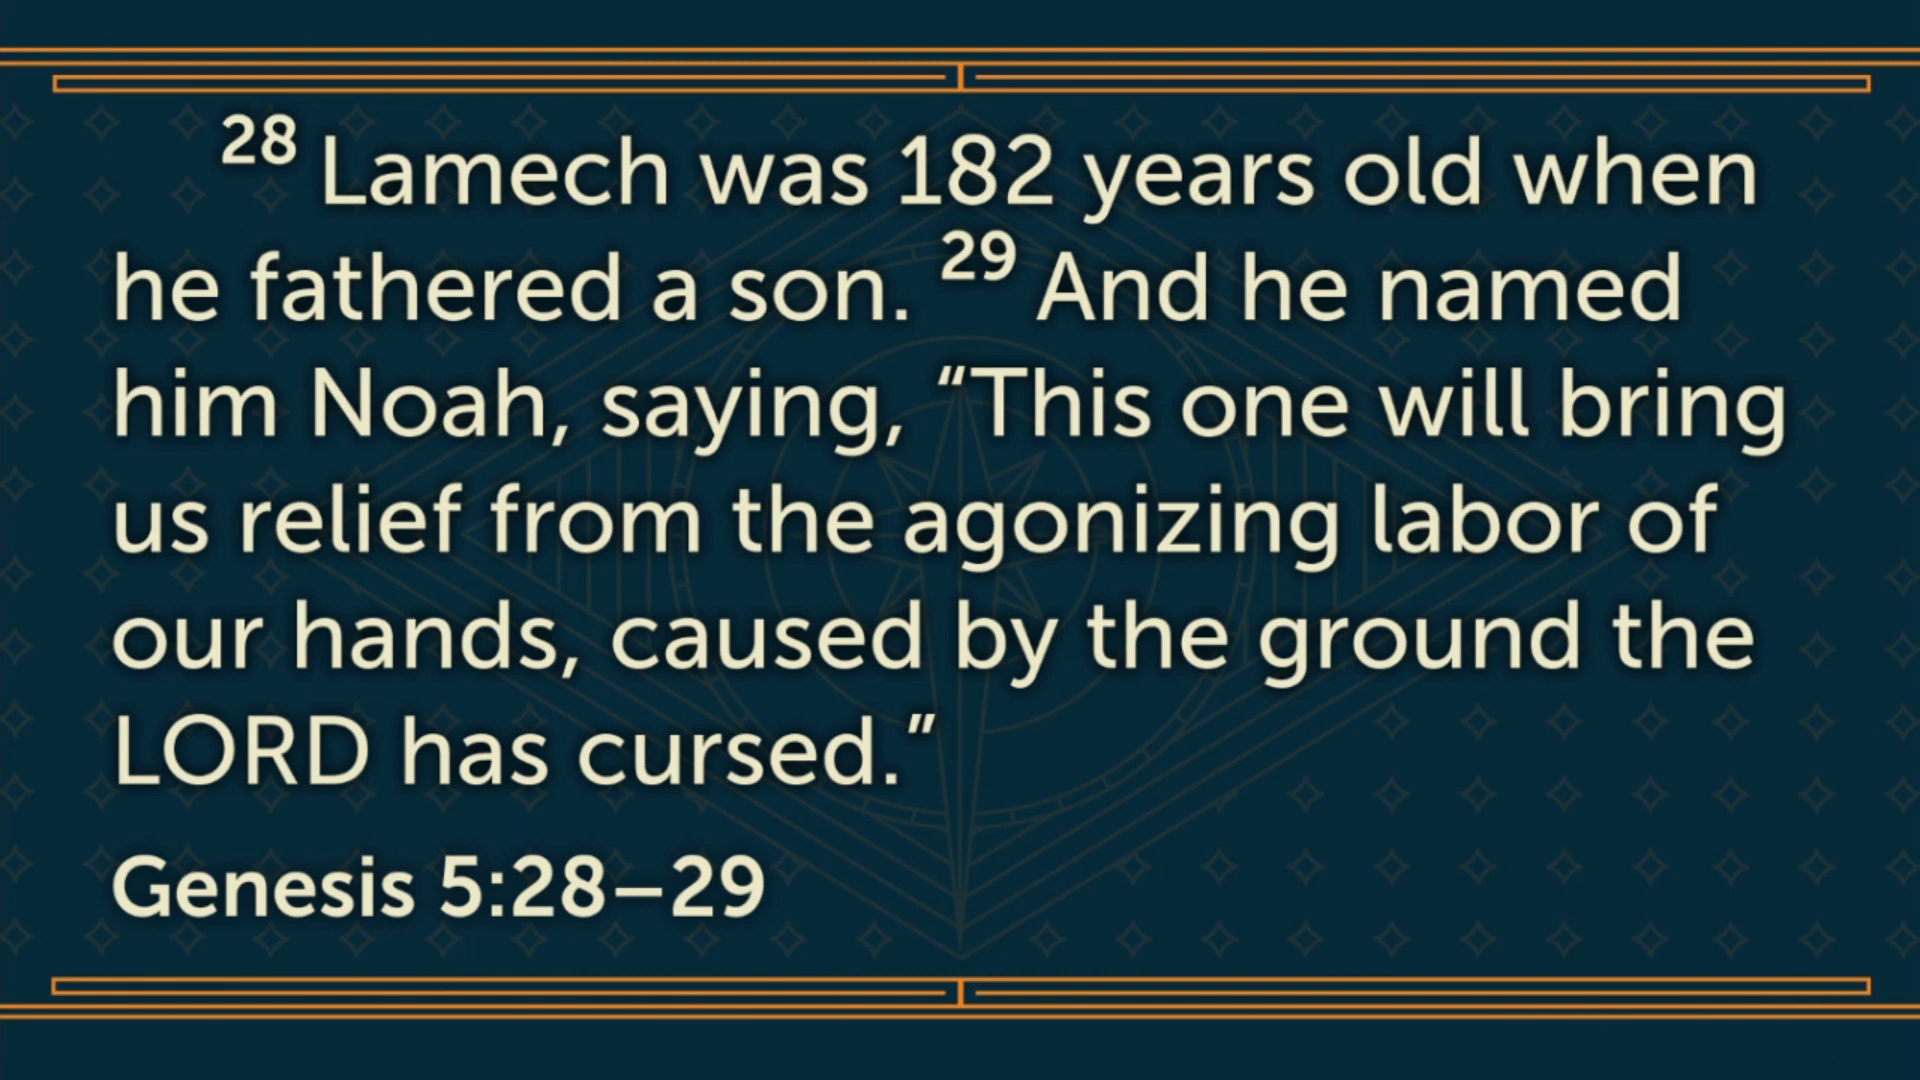 28 Lamech was 182 years old when
he fathered a son. 29 And he named
him Noah, saying, “This one will bring
us relief from the agonizing labor of
our hands, caused by the ground the
LORD has cursed.”
Genesis 5:28–29